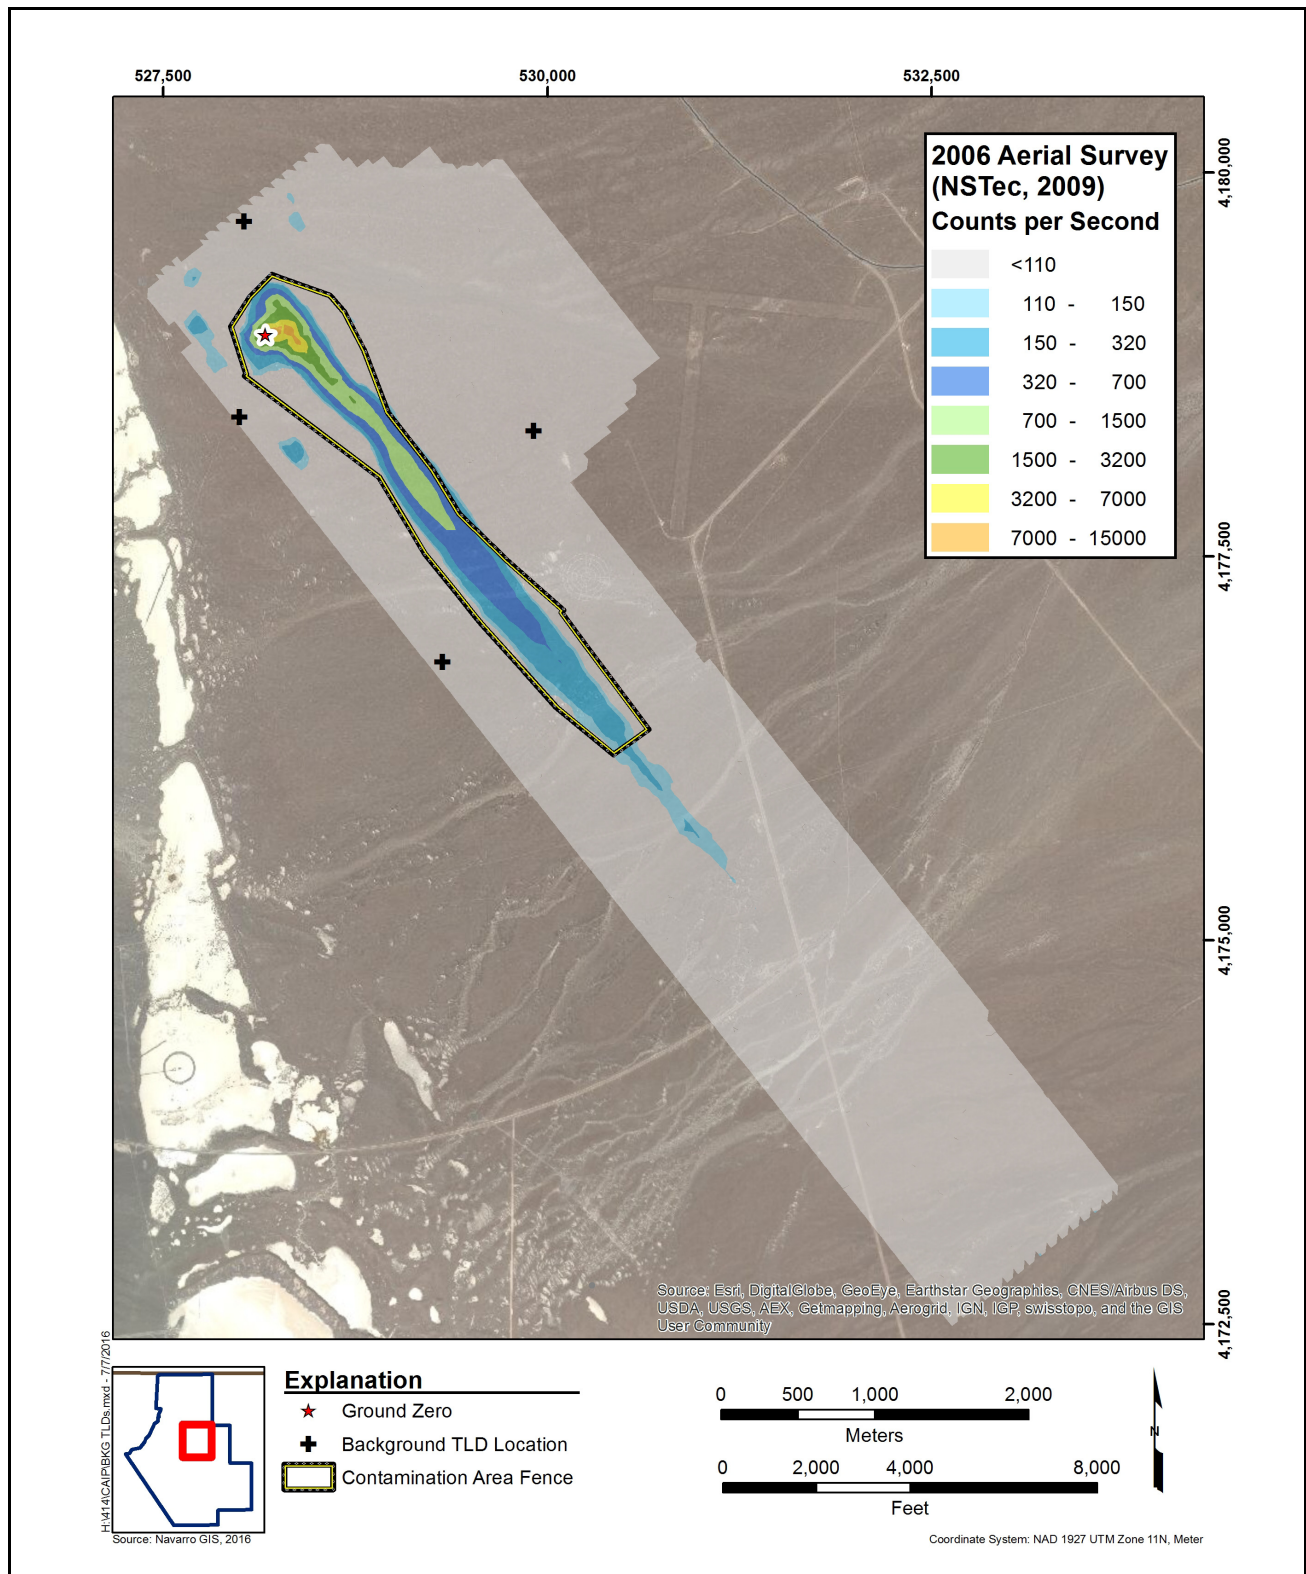 527,500 530,000 532,500
4,180,000
4,177,500
4,175,000
4,172,500
2006 Aerial Survey
(NSTec, 2009)
Counts per Second
<110
110 - 150
150 - 320
320 - 700
700 - 1500
1500 - 3200
3200 - 7000
7000 - 15000
Source: Esri, DigitalGlobe, GeoEye, Earthstar Geographics, CNES/Airbus DS,
USDA, USGS, AEX, Getmapping, Aerogrid, IGN, IGP, swisstopo, and the GIS
User Community
H:\414\CAIP\BKG TLDs.mxd - 7/7/2016
Explanation
Ground Zero
Background TLD Location
Contamination Area Fence
0 500 1,000 2,000
Meters
0 2,000 4,000 8,000
Feet
N
Source: Navarro GIS, 2016
Coordinate System: NAD 1927 UTM Zone 11N, Meter